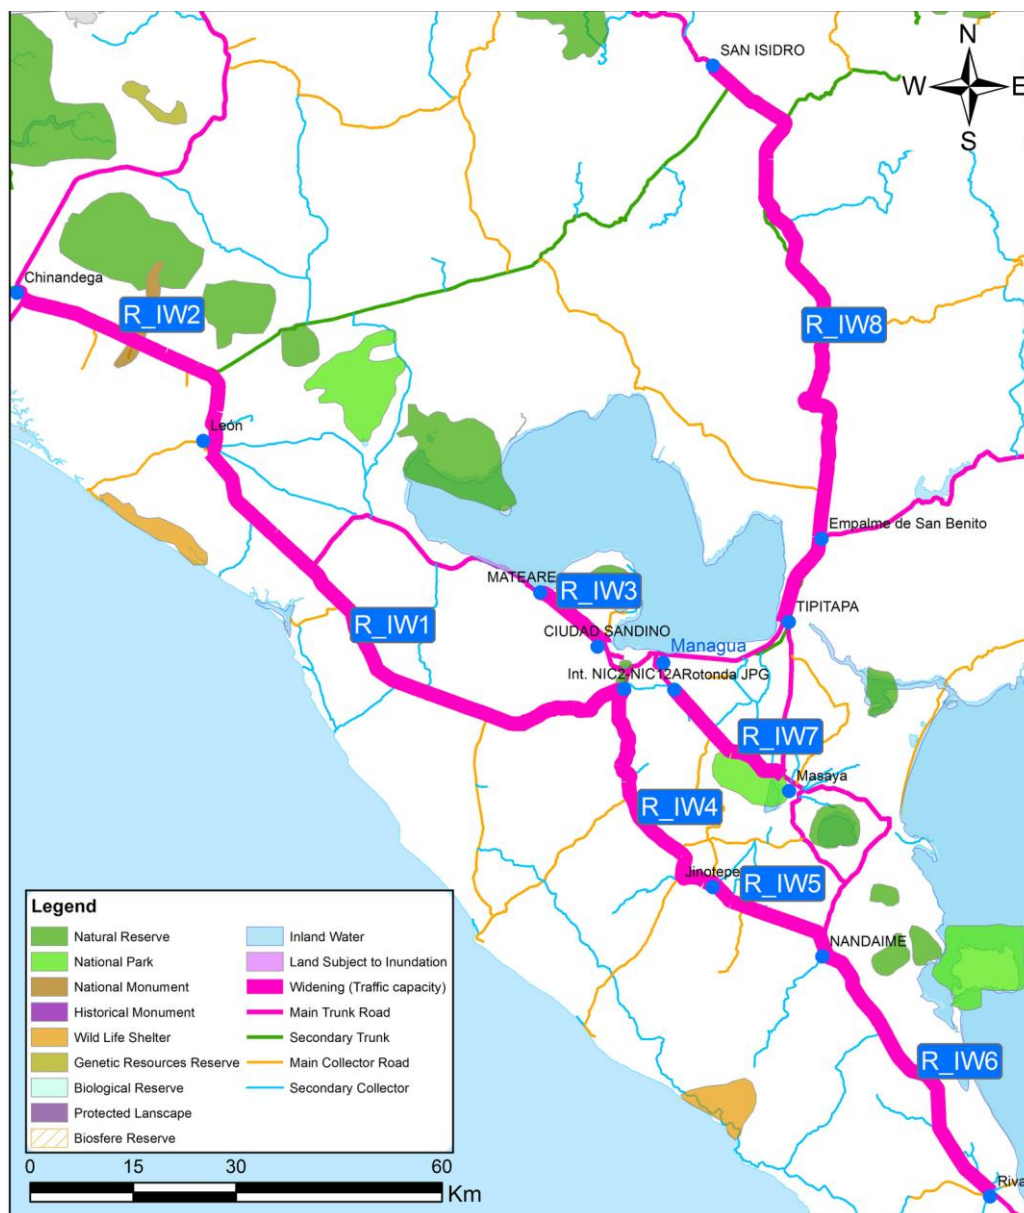 N
SAN ISIDRO
W
E
S
Chinandega
R_IW2
R_IW8
León
Empalme de San Benito
MATEARE
R_IW3
TIPITAPA
R_IW1
CIUDAD SANDINO
Managua
Int. NIC2-NIC12ARotonda JPG
R_IW7
Masaya
R_IW4
Jinotepe
R_IW5
NANDAIME
R_IW6
Riva
Legend
Natural Reserve
National Park
National Monument
Historical Monument
Wild Life Shelter
Genetic Resources Reserve
Biological Reserve
Protected Lanscape
Biosfere Reserve
Inland Water
Land Subject to Inundation
Widening (Traffic capacity)
Main Trunk Road
Secondary Trunk
Main Collector Road
Secondary Collector
0 15 30 60
Km